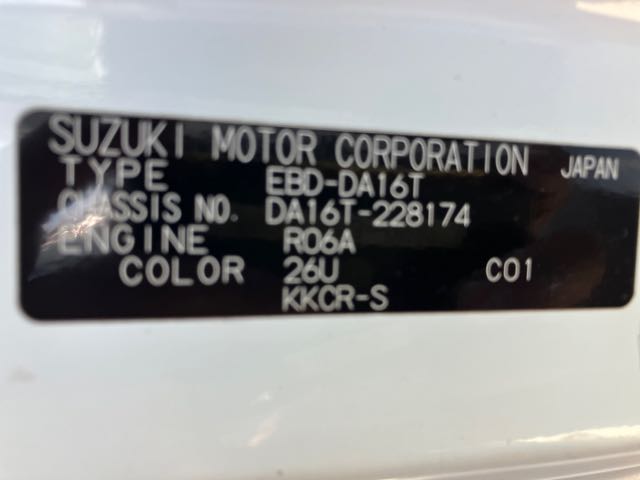 SUZUKI MOTOR CORPORATION JAPAN
TYPE EBD-DA16T
CHASSIS NO. DA16T-228174
ENGINE R06A
COLOR 26U C01
KKCR-S